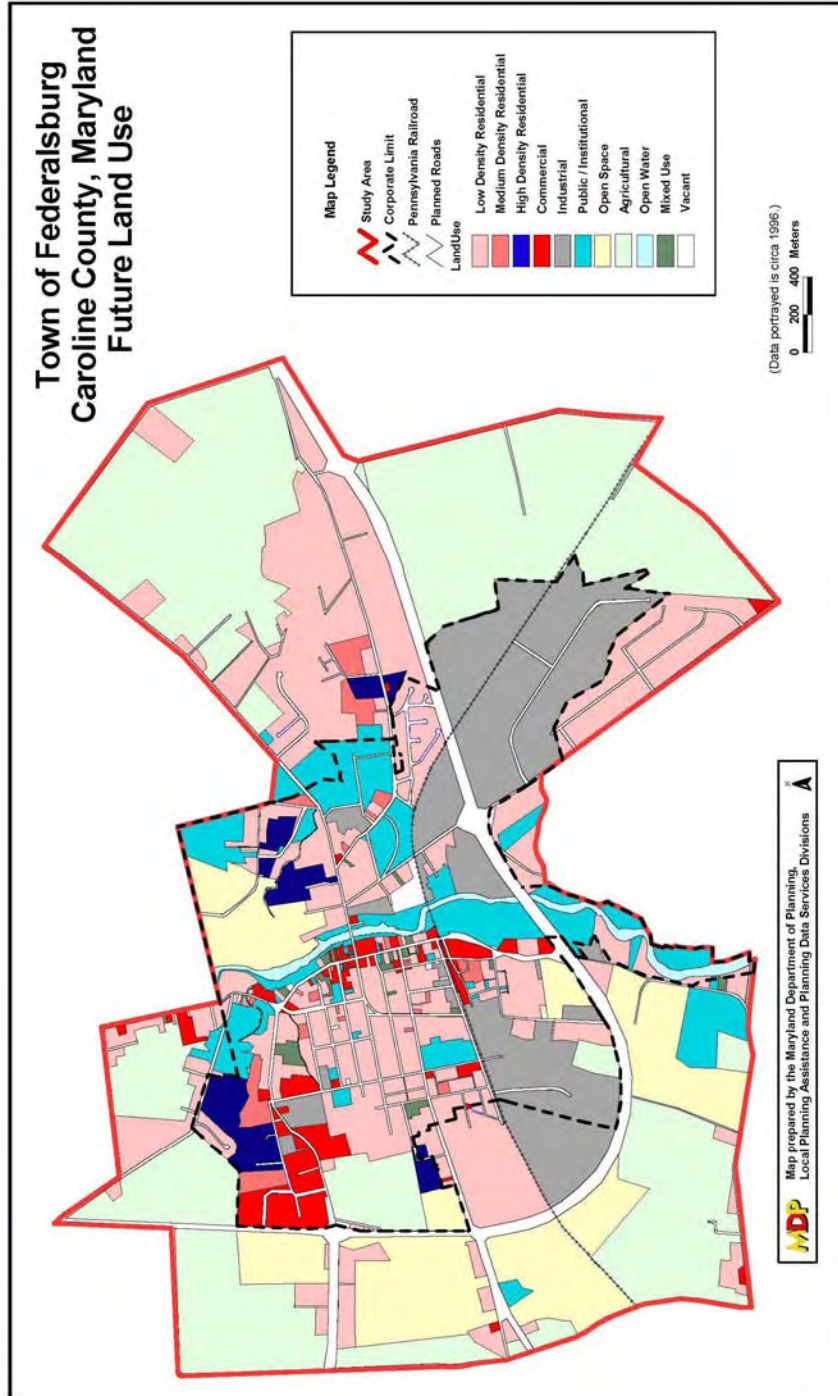 Town of Federalsburg
Caroline County, Maryland
Future Land Use
Map Legend
Study Area
Corporate Limit
Pennsylvania Railroad
Planned Roads
LandUse
Low Density Residential
Medium Density Residential
High Density Residential
Commercial
Industrial
Public / Institutional
Open Space
Agricultural
Open Water
Mixed Use
Vacant
(Data portrayed is circa 1996.)
0 200 400 Meters
MDP
Map prepared by the Maryland Department of Planning,
Local Planning Assistance and Planning Data Services Divisions